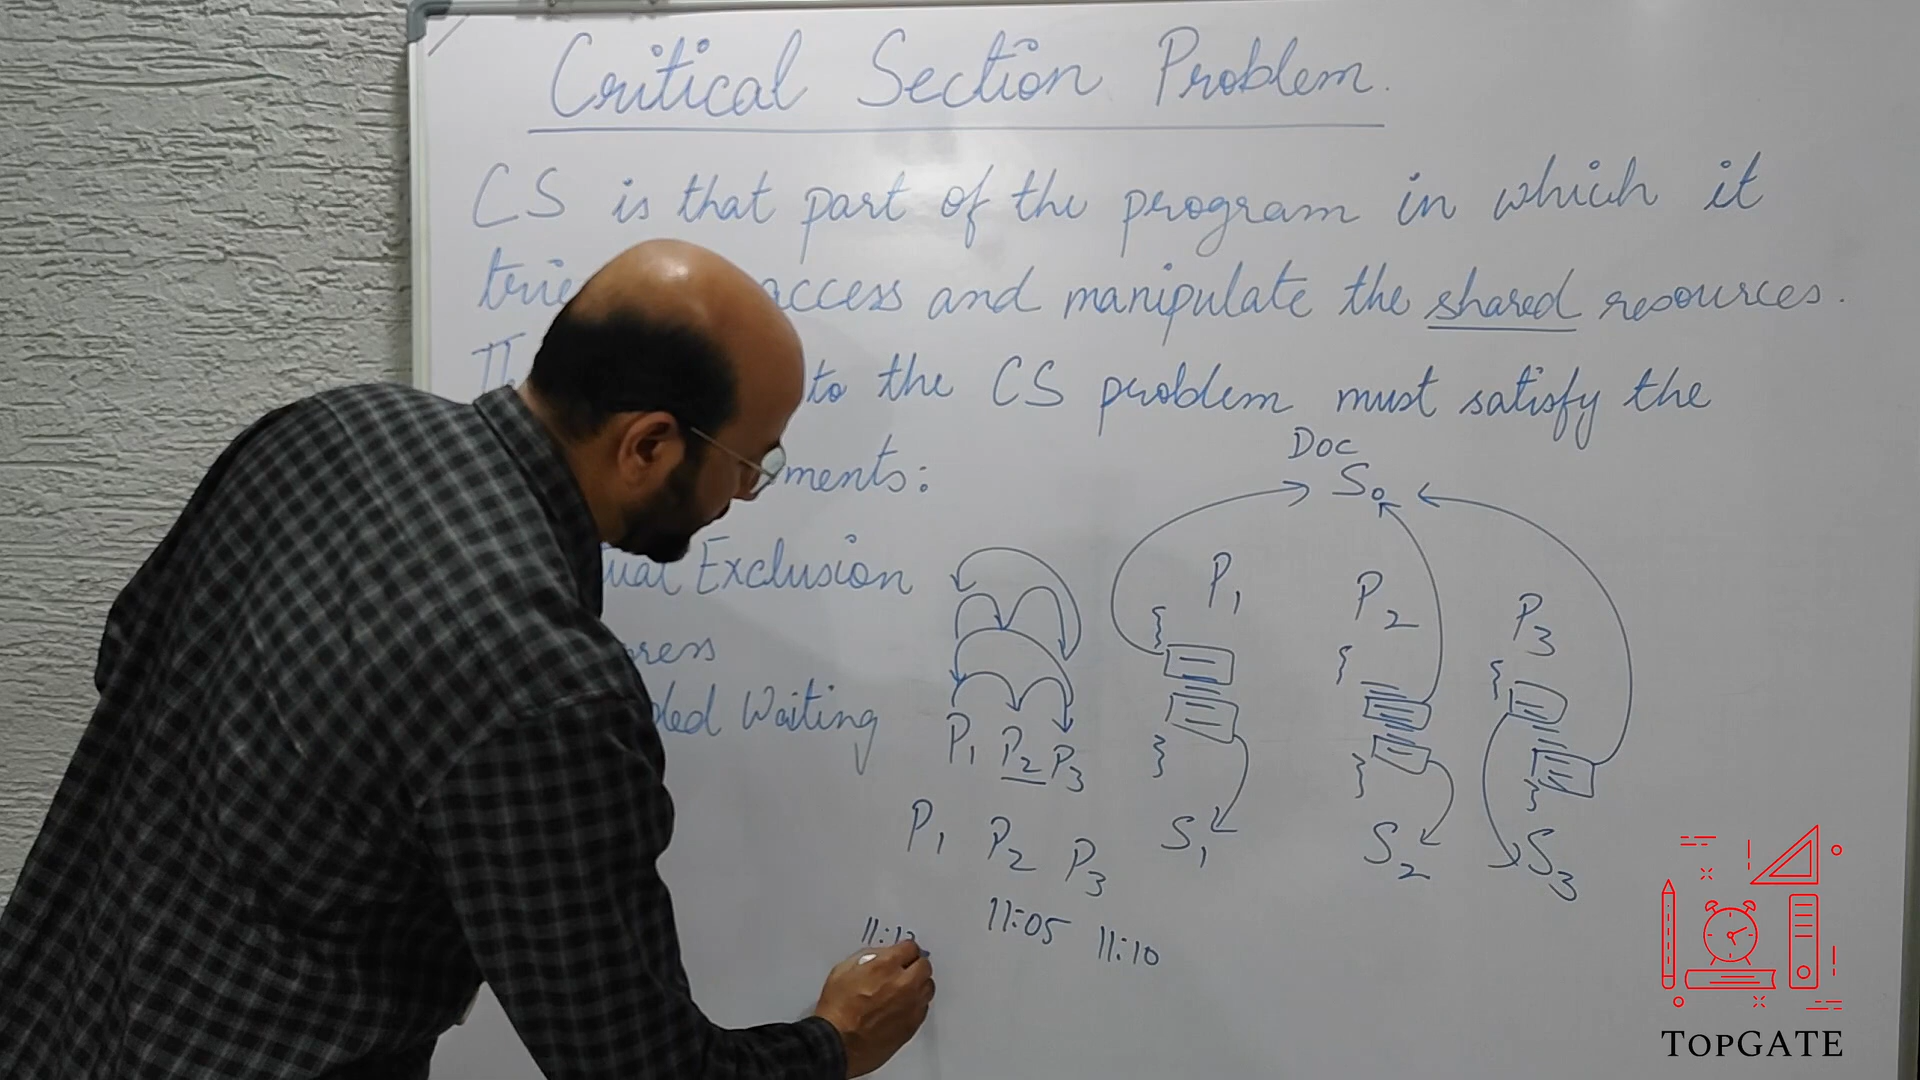 Critical Section Problem.
CS is that part of the program in which it
access and manipulate the shared resources.
to the CS problem must satisfy the
Doc
S0
Exclusion
P1 P2 P3
Waiting
P1 P2 P3
P1 P2 P3
S1 S2 S3
11:05 11:10
TOPGATE